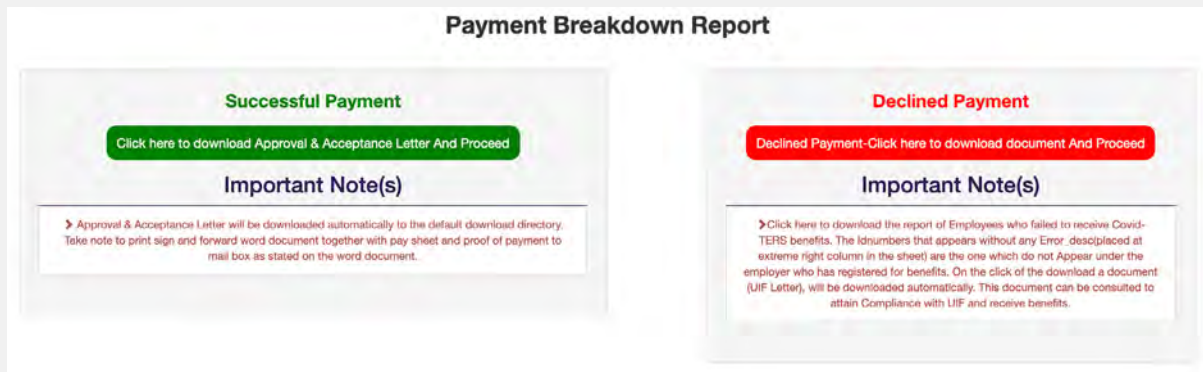 Payment Breakdown Report
Successful Payment
Click here to download Approval & Acceptance Letter And Proceed
Important Note(s)
❯ Approval & Acceptance Letter will be downloaded automatically to the default download directory.
Take note to print sign and forward word document together with pay sheet and proof of payment to
mail box as stated on the word document.
Declined Payment
Declined Payment-Click here to download document And Proceed
Important Note(s)
❯Click here to download the report of Employees who failed to receive Covid-
TERS benefits. The Idnumbers that appears without any Error_desc(placed at
extreme right column in the sheet) are the one which do not Appear under the
employer who has registered for benefits. On the click of the download a document
(UIF Letter), will be downloaded automatically. This document can be consulted to
attain Compliance with UIF and receive benefits.